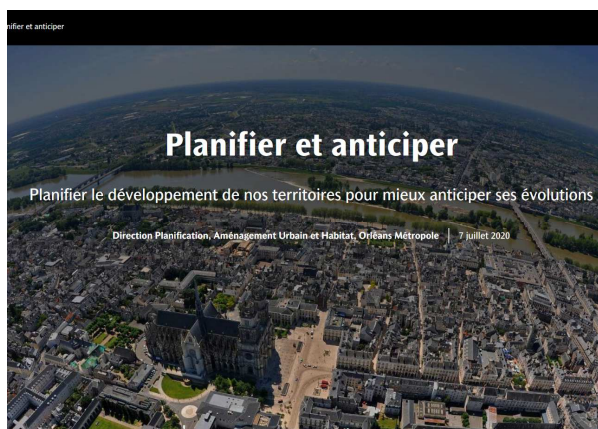 nifier et anticiper
Planifier et anticiper
Planifier le développement de nos territoires pour mieux anticiper ses évolutions
Direction Planification, Aménagement Urbain et Habitat, Orléans Métropole | 7 juillet 2020